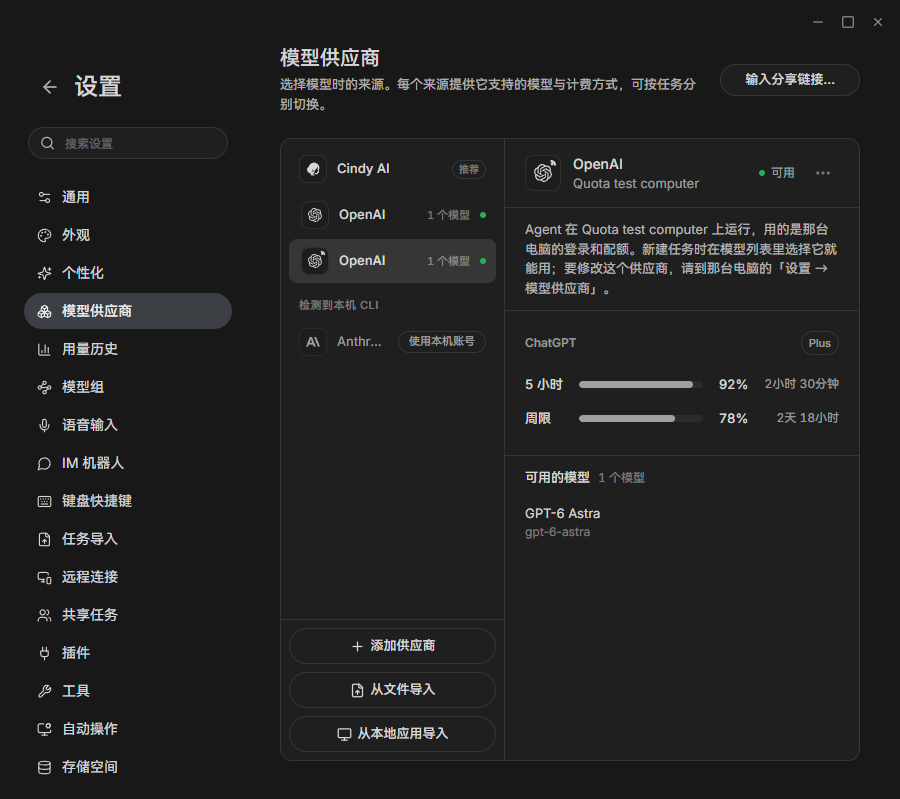 设置
搜索设置
通用
外观
个性化
模型供应商
用量历史
模型组
语音输入
IM 机器人
键盘快捷键
任务导入
远程连接
共享任务
插件
工具
自动操作
存储空间
模型供应商
选择模型时的来源。每个来源提供它支持的模型与计费方式，可按任务分
别切换。
输入分享链接...
Cindy AI 推荐
OpenAI 1 个模型
OpenAI 1 个模型
检测到本机 CLI
Anthr... 使用本机账号
添加供应商
从文件导入
从本地应用导入
OpenAI
Quota test computer
可用
Agent 在 Quota test computer 上运行，用的是那台
电脑的登录和配额。新建任务时在模型列表里选择它就
能用；要修改这个供应商，请到那台电脑的「设置 →
模型供应商」。
ChatGPT Plus
5 小时 92% 2小时 30分钟
周限 78% 2天 18小时
可用的模型 1 个模型
GPT-6 Astra
gpt-6-astra